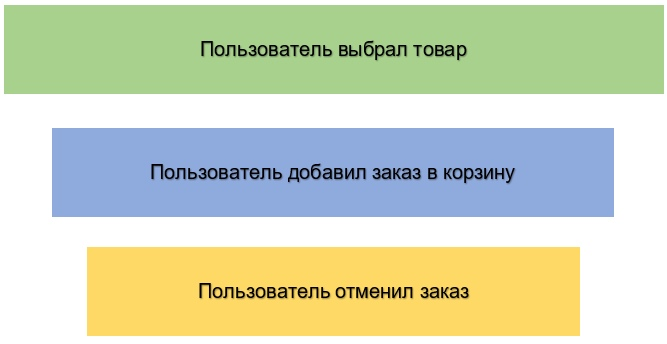 Пользователь выбрал товар
Пользователь добавил заказ в корзину
Пользователь отменил заказ